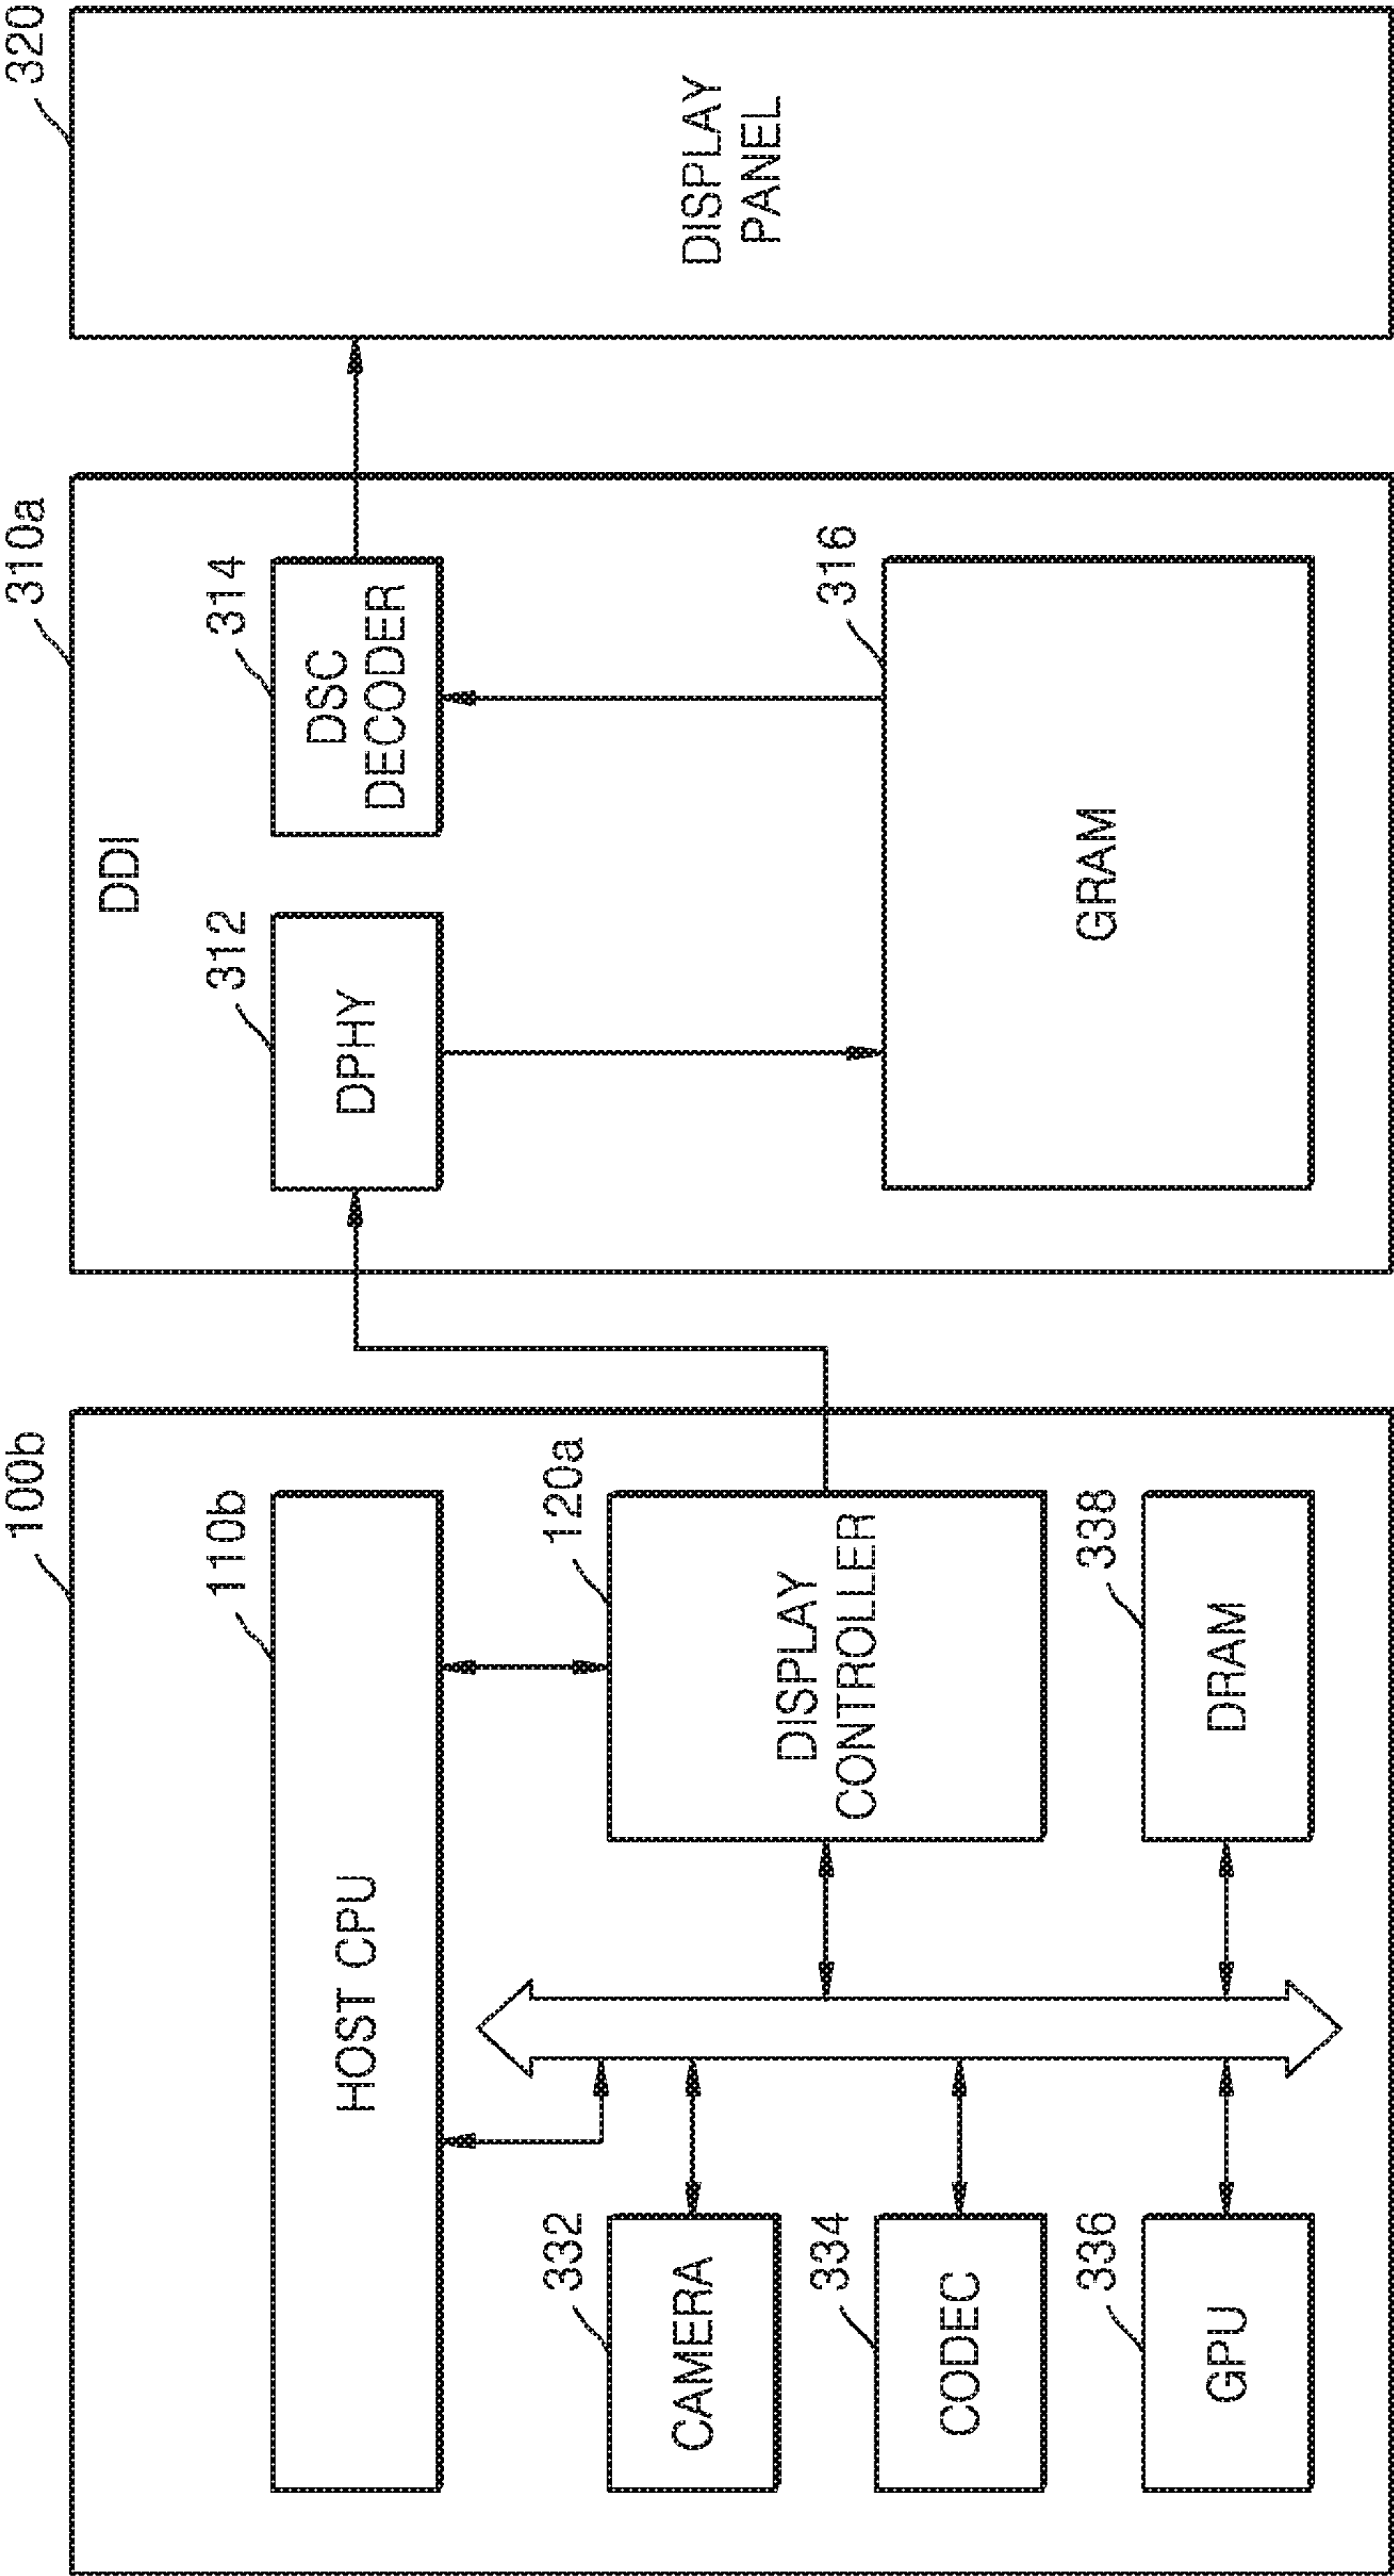 100b
310a
320
110b
HOST CPU
332
CAMERA
334
CODEC
336
GPU
120a
DISPLAY
CONTROLLER
338
DRAM
DDI
312
DPHY
314
DSC
DECODER
316
GRAM
DISPLAY
PANEL